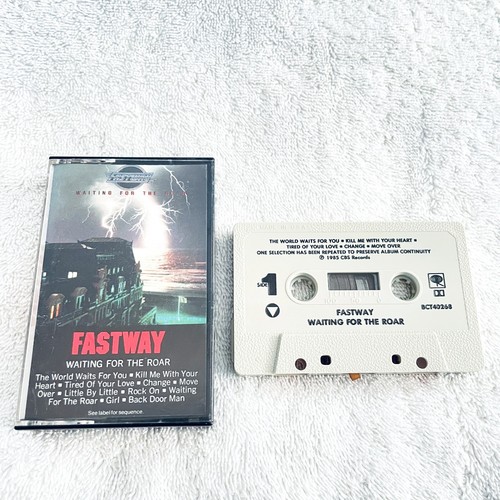 FASTWAY
WAITING FOR THE
FASTWAY
WAITING FOR THE ROAR
The World Waits For You ▪ Kill Me With Your
Heart ▪ Tired Of Your Love ▪ Change ▪ Move
Over ▪ Little By Little ▪ Rock On ▪ Waiting
For The Roar ▪ Girl ▪ Back Door Man
See label for sequence.
THE WORLD WAITS FOR YOU ▪ KILL ME WITH YOUR HEART ▪
TIRED OF YOUR LOVE ▪ CHANGE ▪ MOVE OVER
ONE SELECTION HAS BEEN REPEATED TO PRESERVE ALBUM CONTINUITY
℗ 1985 CBS Records
SIDE 1
BCT40268
FASTWAY
WAITING FOR THE ROAR